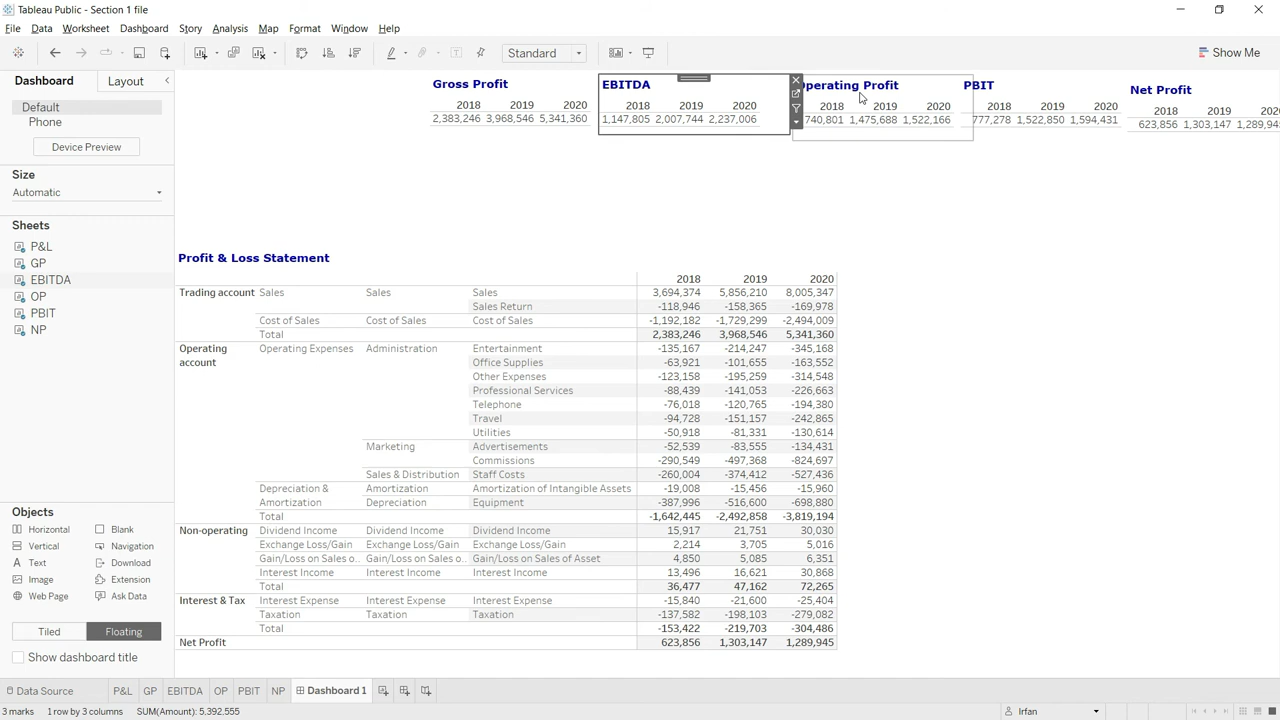 Tableau Public - Section 1 file
File Data Worksheet Dashboard Story Analysis Map Format Window Help
Standard
Show Me
Dashboard Layout
Default
Phone
Device Preview
Size
Automatic
Sheets
P&L
GP
EBITDA
OP
PBIT
NP
Objects
Horizontal Blank
Vertical Navigation
Text Download
Image Extension
Web Page Ask Data
Tiled Floating
Show dashboard title
Gross Profit
2018 2019 2020
2,383,246 3,968,546 5,341,360
EBITDA
2018 2019 2020
1,147,805 2,007,744 2,237,006
perating Profit
2018 2019 2020
740,801 1,475,688 1,522,166
PBIT
2018 2019 2020
777,278 1,522,850 1,594,431
Net Profit
2018 2019 2020
623,856 1,303,147
Profit & Loss Statement
2018 2019 2020
Trading account Sales Sales Sales 3,694,374 5,856,210 8,005,347
Sales Return -118,946 -158,365 -169,978
Cost of Sales Cost of Sales Cost of Sales -1,192,182 -1,729,299 -2,494,009
Total 2,383,246 3,968,546 5,341,360
Operating account Operating Expenses Administration Entertainment -135,167 -214,247 -345,168
Office Supplies -63,921 -101,655 -163,552
Other Expenses -123,158 -195,259 -314,548
Professional Services -88,439 -141,053 -226,663
Telephone -76,018 -120,765 -194,380
Travel -94,728 -151,157 -242,865
Utilities -50,918 -81,331 -130,614
Marketing Advertisements -52,539 -83,555 -134,431
Commissions -290,549 -497,368 -824,697
Sales & Distribution Staff Costs -260,004 -374,412 -527,436
Depreciation & Amortization Amortization Amortization of Intangible Assets -19,008 -15,456 -15,960
Depreciation Equipment -387,996 -516,600 -698,880
Total -1,642,445 -2,492,858 -3,819,194
Non-operating Dividend Income Dividend Income Dividend Income 15,917 21,751 30,030
Exchange Loss/Gain Exchange Loss/Gain Exchange Loss/Gain 2,214 3,705 5,016
Gain/Loss on Sales o.. Gain/Loss on Sales o.. Gain/Loss on Sales of Asset 4,850 5,085 6,351
Interest Income Interest Income Interest Income 13,496 16,621 30,868
Total 36,477 47,162 72,265
Interest & Tax Interest Expense Interest Expense Interest Expense -15,840 -21,600 -25,404
Taxation Taxation Taxation -137,582 -198,103 -279,082
Total -153,422 -219,703 -304,486
Net Profit 623,856 1,303,147 1,289,945
Data Source P&L GP EBITDA OP PBIT NP Dashboard 1
3 marks 1 row by 3 columns SUM(Amount): 5,392,555
Irfan